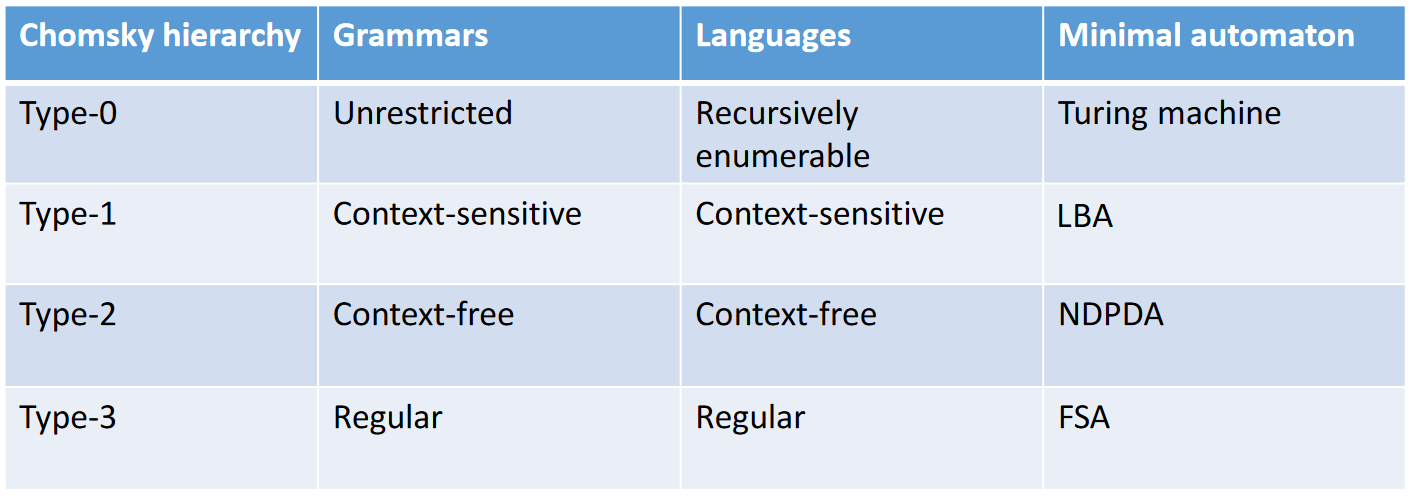 Chomsky hierarchy Grammars Languages Minimal automaton
Type-0 Unrestricted Recursively enumerable Turing machine
Type-1 Context-sensitive Context-sensitive LBA
Type-2 Context-free Context-free NDPDA
Type-3 Regular Regular FSA